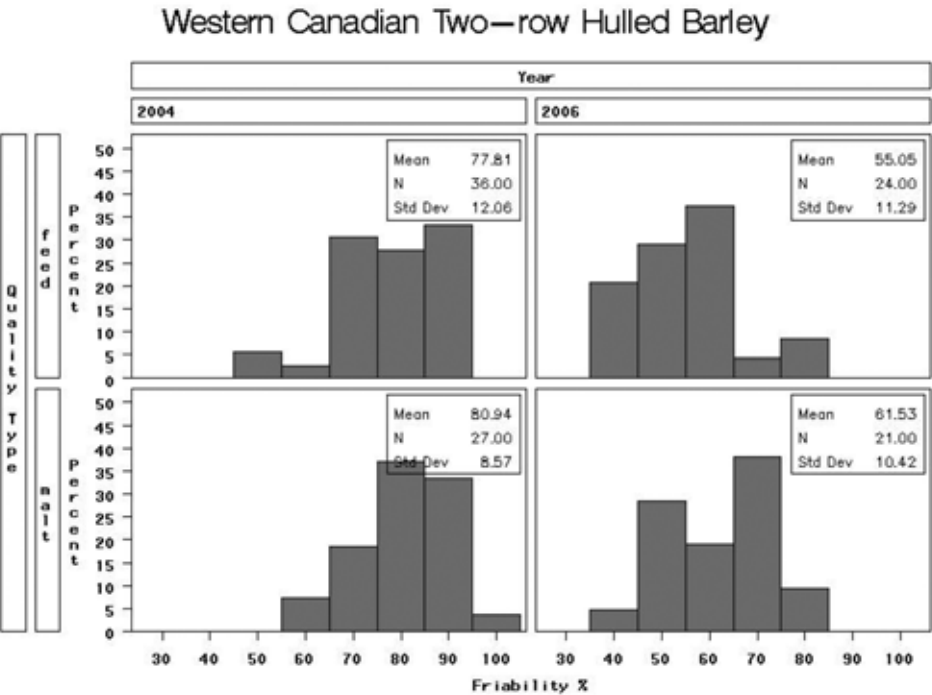 Western Canadian Two-row Hulled Barley
Year
2004
2006
Quality Type
feed
Percent
50
45
40
35
30
25
20
15
10
5
0
Mean 77.81
N 36.00
Std Dev 12.06
Mean 55.05
N 24.00
Std Dev 11.29
malt
Percent
50
45
40
35
30
25
20
15
10
5
0
Mean 80.94
N 27.00
Std Dev 8.57
Mean 61.53
N 21.00
Std Dev 10.42
30 40 50 60 70 80 90 100
30 40 50 60 70 80 90 100
Friability %